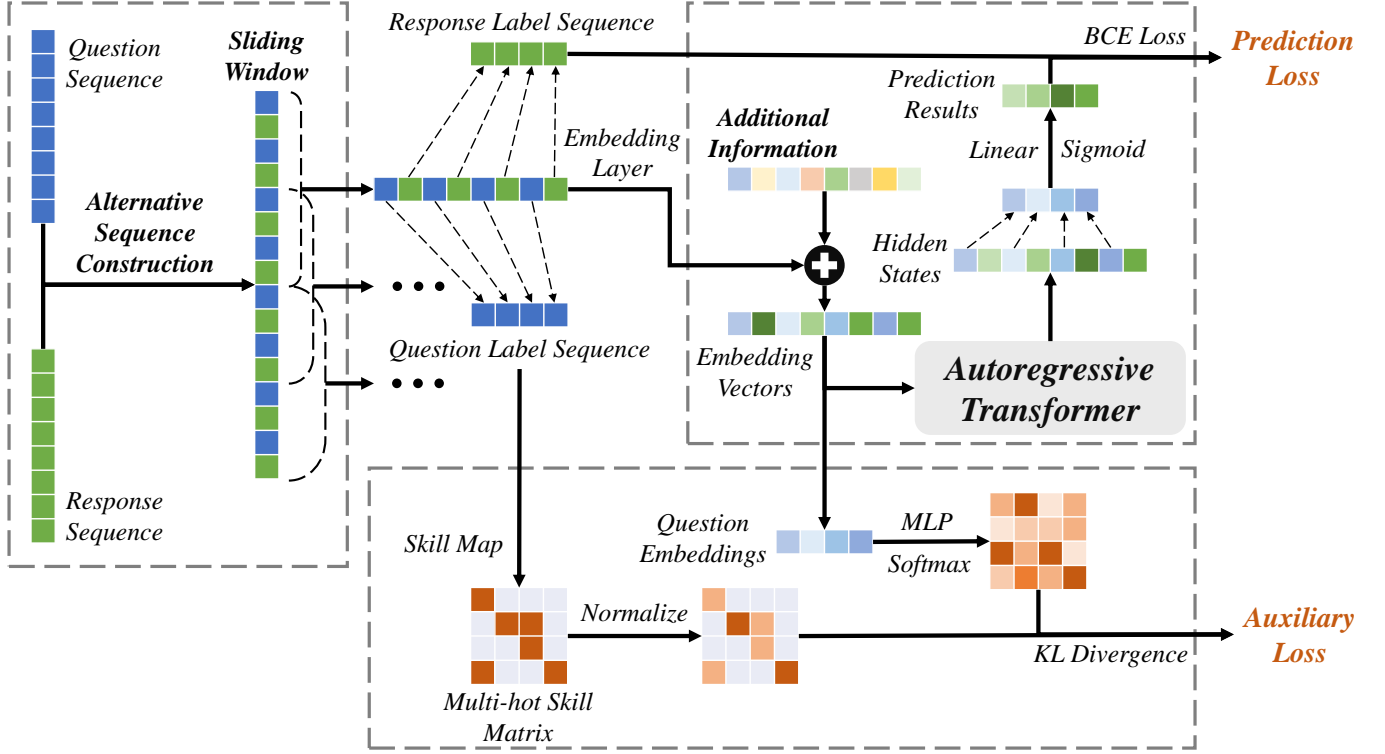 Question
Sequence
Sliding
Window
Alternative
Sequence
Construction
Response
Sequence
Response Label Sequence
Embedding
Layer
Question Label Sequence
Additional
Information
Embedding
Vectors
Autoregressive
Transformer
Hidden
States
Linear
Sigmoid
Prediction
Results
BCE Loss
Prediction
Loss
Skill Map
Multi-hot Skill
Matrix
Normalize
Question
Embeddings
MLP
Softmax
KL Divergence
Auxiliary
Loss